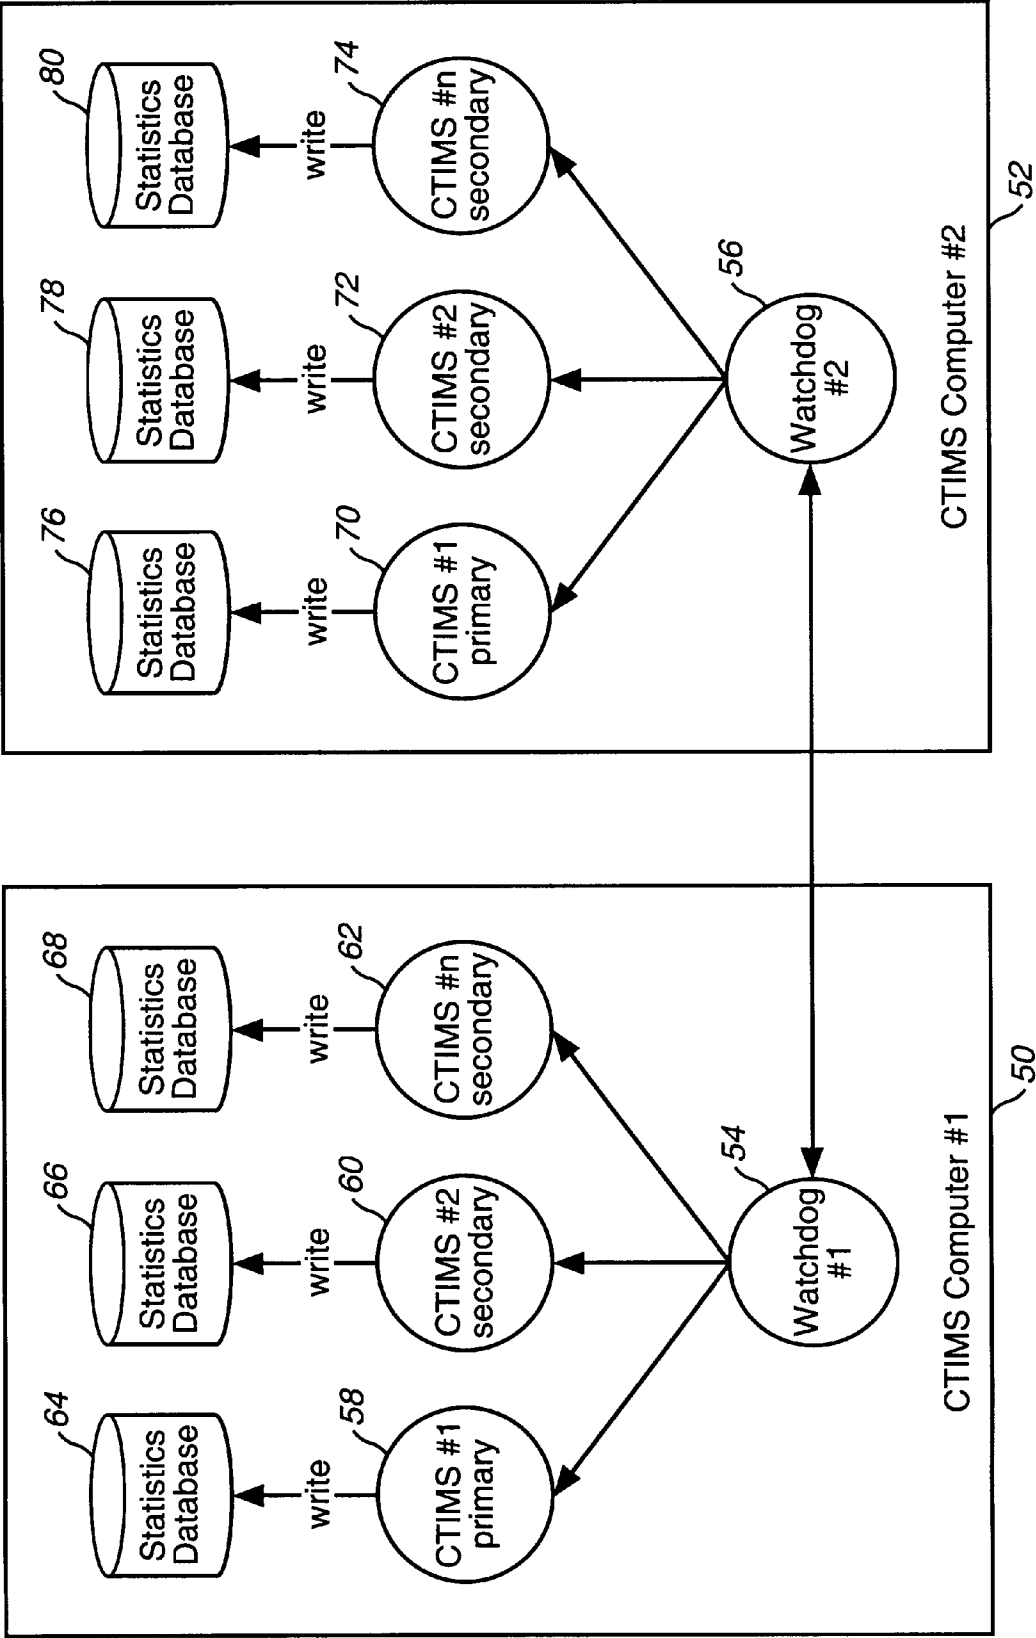 64
66
68
76
78
80
Statistics
Database
Statistics
Database
Statistics
Database
Statistics
Database
Statistics
Database
Statistics
Database
write
write
write
write
write
write
58
60
62
70
72
74
CTIMS #1
primary
CTIMS #2
secondary
CTIMS #n
secondary
CTIMS #1
primary
CTIMS #2
secondary
CTIMS #n
secondary
54
56
Watchdog
#1
Watchdog
#2
CTIMS Computer #1
CTIMS Computer #2
50
52